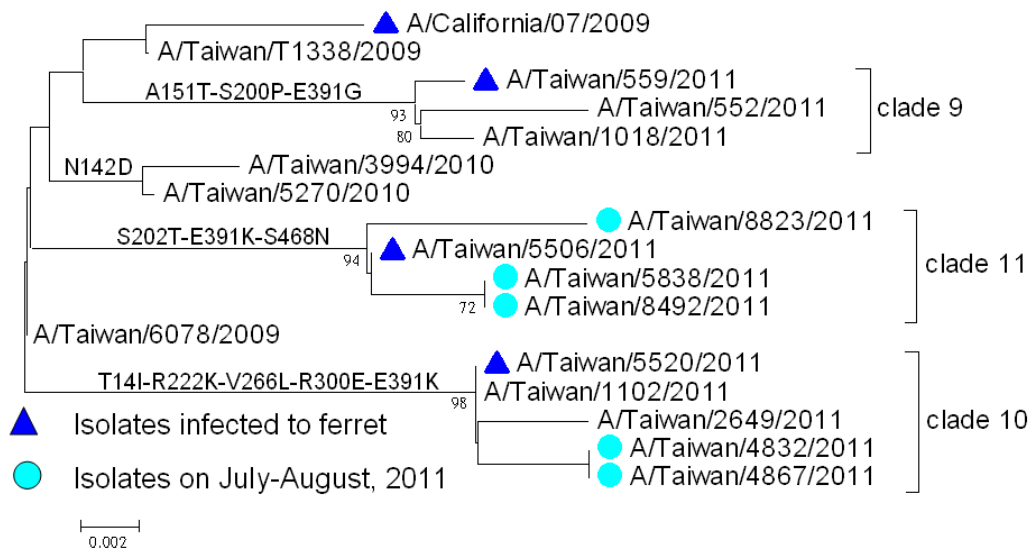 A/California/07/2009
A/Taiwan/T1338/2009
A151T-S200P-E391G
A/Taiwan/559/2011
93
A/Taiwan/552/2011
clade 9
80
A/Taiwan/1018/2011
N142D
A/Taiwan/3994/2010
A/Taiwan/5270/2010
A/Taiwan/8823/2011
S202T-E391K-S468N
94
A/Taiwan/5506/2011
clade 11
A/Taiwan/5838/2011
72
A/Taiwan/8492/2011
A/Taiwan/6078/2009
A/Taiwan/5520/2011
T14I-R222K-V266L-R300E-E391K
98
A/Taiwan/1102/2011
A/Taiwan/2649/2011
clade 10
A/Taiwan/4832/2011
A/Taiwan/4867/2011
Isolates infected to ferret
Isolates on July-August, 2011
0.002